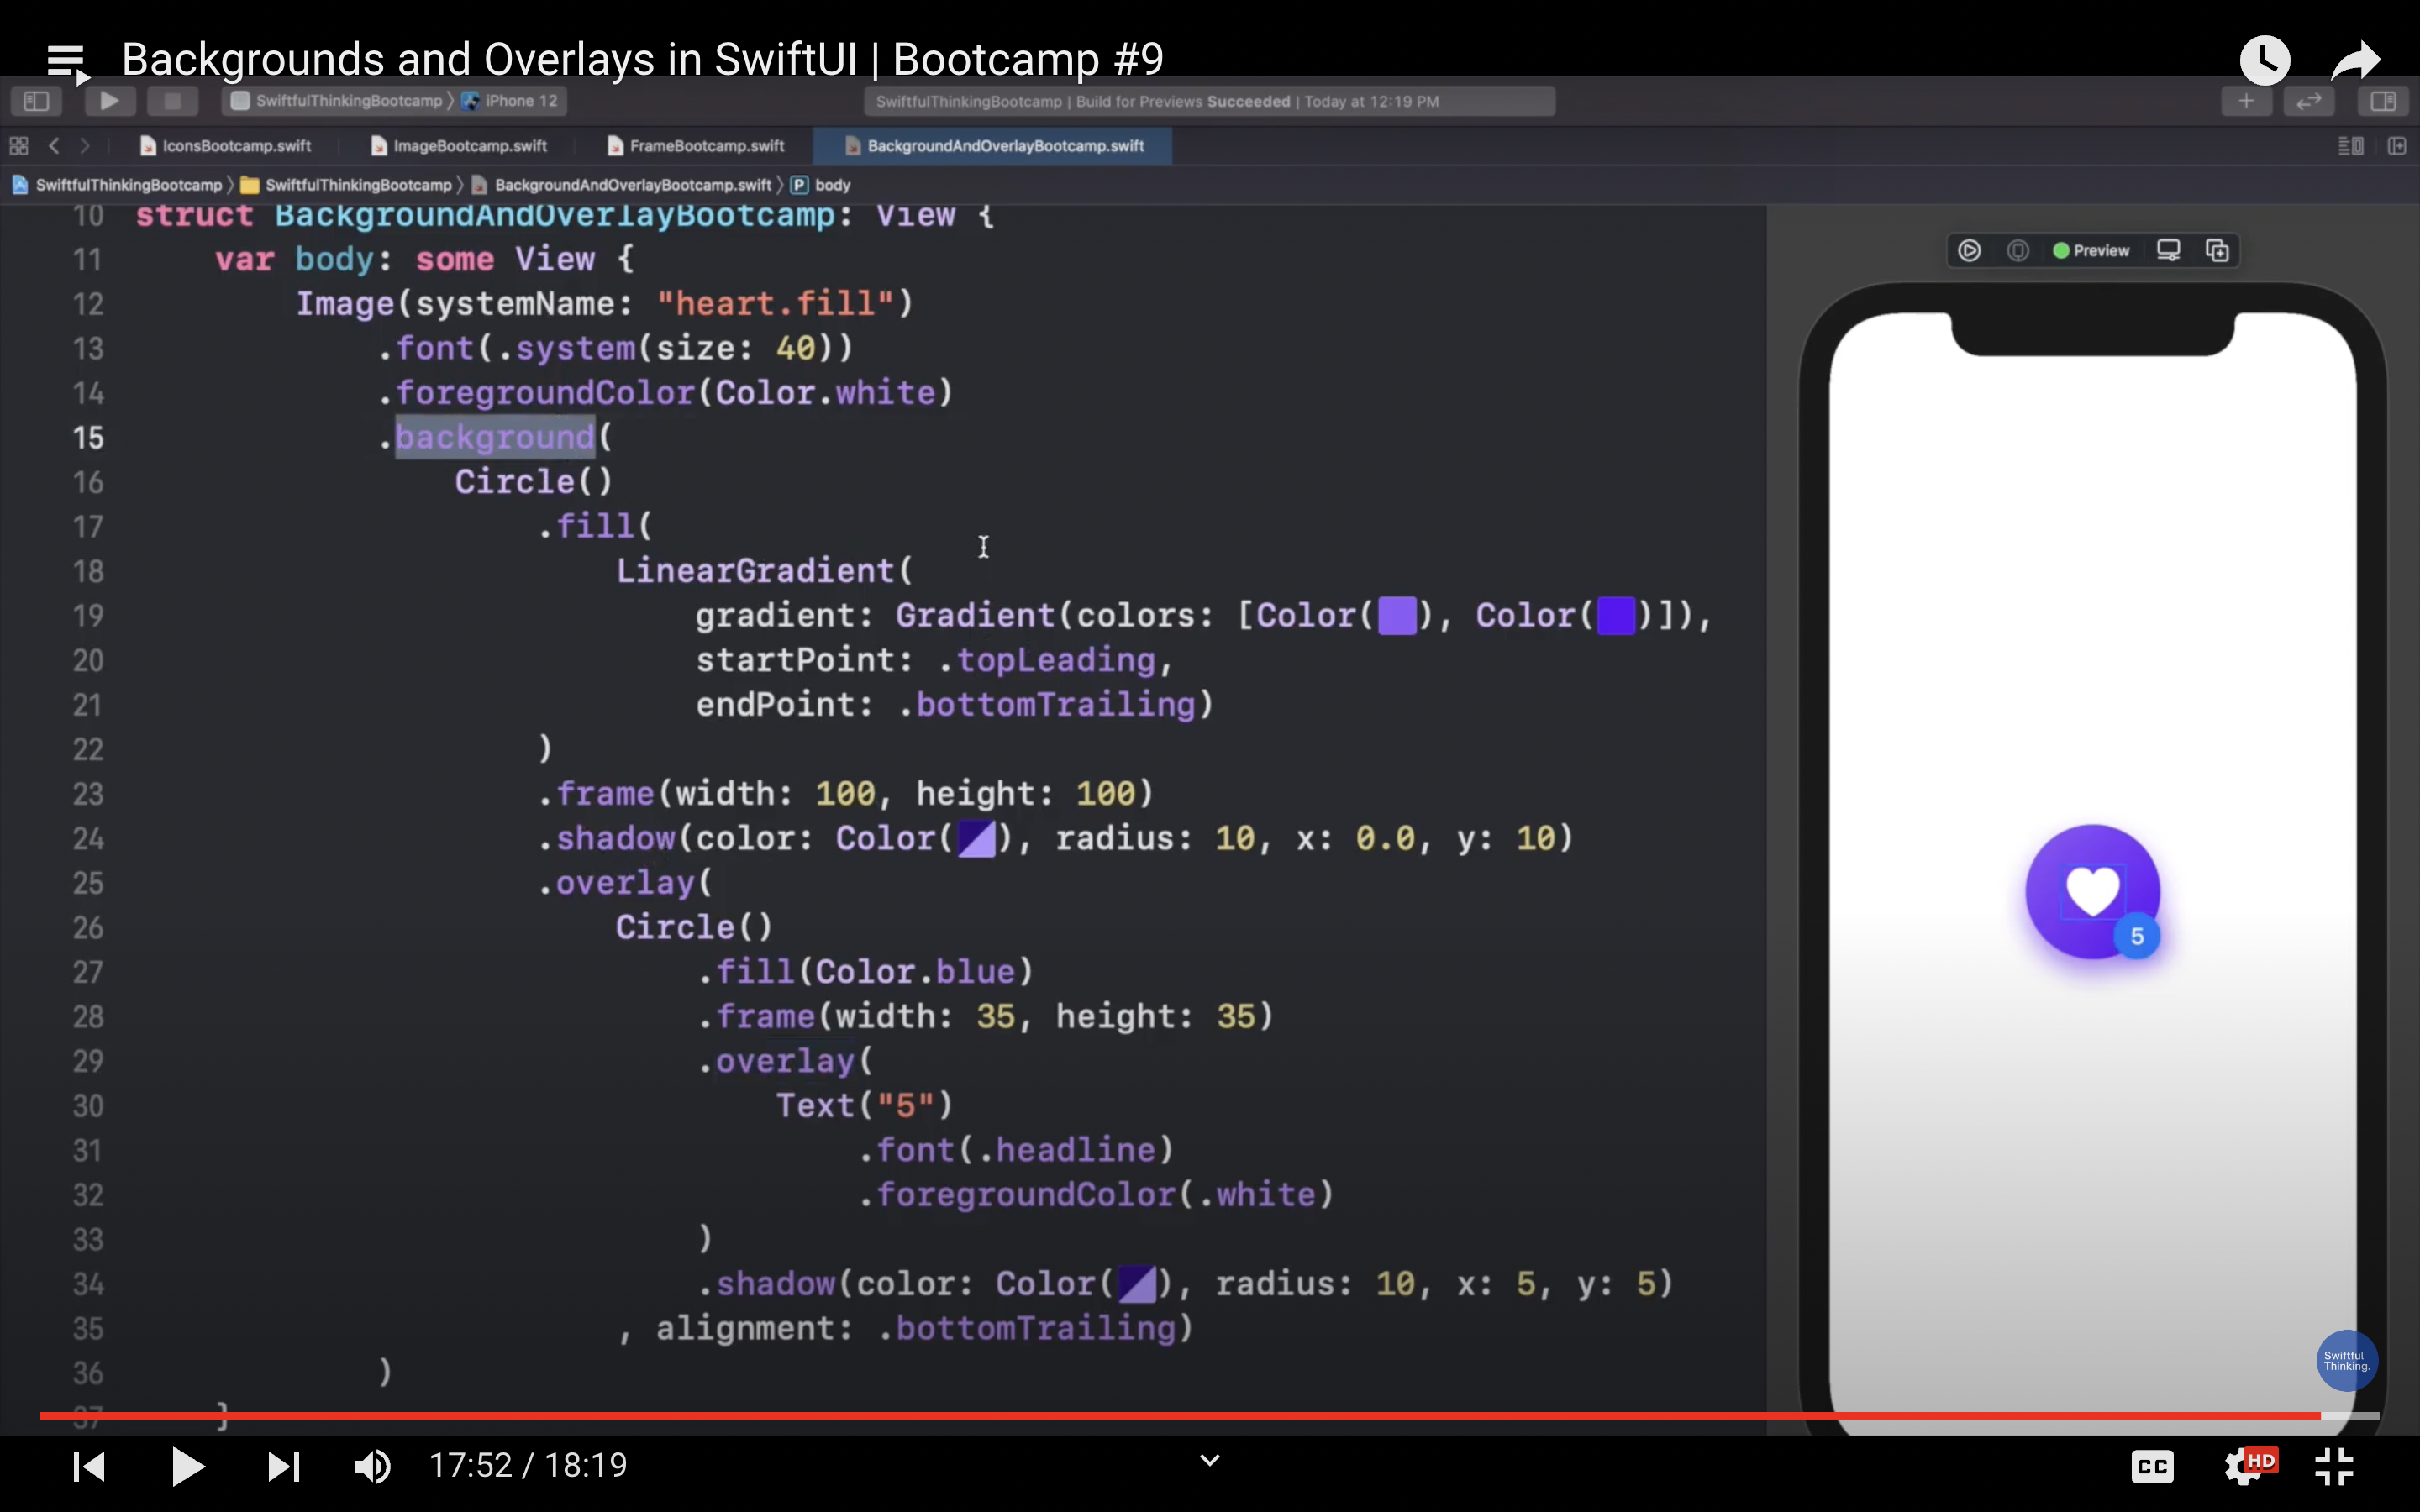 Backgrounds and Overlays in SwiftUI | Bootcamp #9
SwiftfulThinkingBootcamp 〉 iPhone 12
SwiftfulThinkingBootcamp | Build for Previews Succeeded | Today at 12:19 PM
IconsBootcamp.swift
ImageBootcamp.swift
FrameBootcamp.swift
BackgroundAndOverlayBootcamp.swift
SwiftfulThinkingBootcamp 〉 SwiftfulThinkingBootcamp 〉 BackgroundAndOverlayBootcamp.swift 〉 P body
10 struct BackgroundAndOverlayBootcamp: View {
11 var body: some View {
12 Image(systemName: "heart.fill")
13 .font(.system(size: 40))
14 .foregroundColor(Color.white)
15 .background(
16 Circle()
17 .fill(
18 LinearGradient(
19 gradient: Gradient(colors: [Color( ), Color( )]),
20 startPoint: .topLeading,
21 endPoint: .bottomTrailing)
22 )
23 .frame(width: 100, height: 100)
24 .shadow(color: Color( ), radius: 10, x: 0.0, y: 10)
25 .overlay(
26 Circle()
27 .fill(Color.blue)
28 .frame(width: 35, height: 35)
29 .overlay(
30 Text("5")
31 .font(.headline)
32 .foregroundColor(.white)
33 )
34 .shadow(color: Color( ), radius: 10, x: 5, y: 5)
35 , alignment: .bottomTrailing)
36 )
37 }
Preview
5
Swiftful
Thinking.
17:52 / 18:19
CC
HD